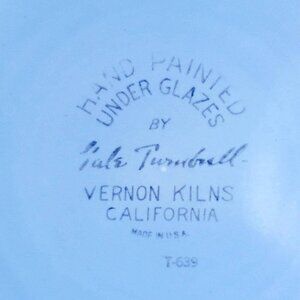 HAND PAINTED
UNDER GLAZES
BY
Gale Turnbull
VERNON KILNS
CALIFORNIA
MADE IN U.S.A.
T-639